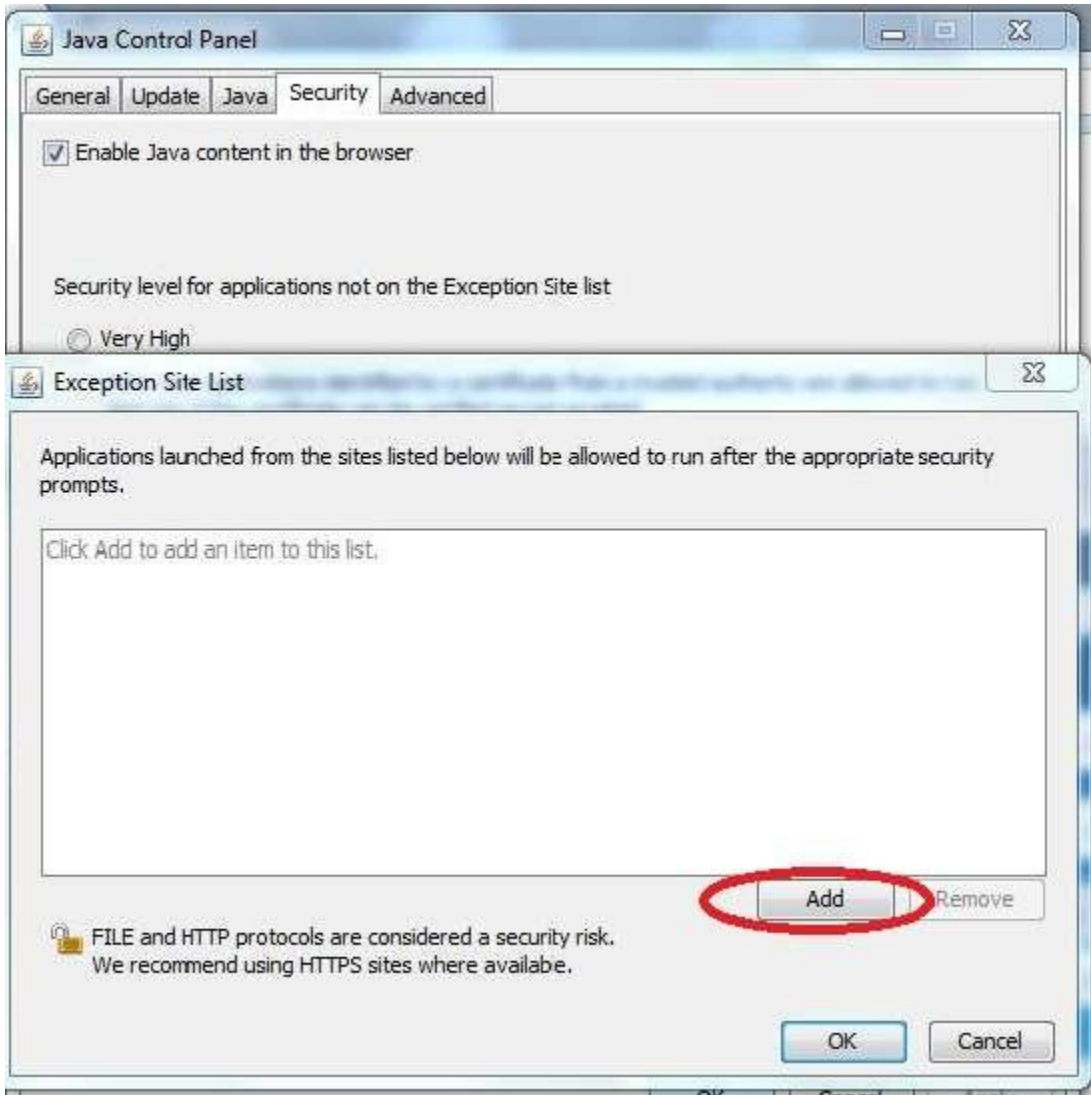 Java Control Panel
General Update Java Security Advanced
Enable Java content in the browser
Security level for applications not on the Exception Site list
Very High
Exception Site List
Applications launched from the sites listed below will be allowed to run after the appropriate security
prompts.
Click Add to add an item to this list.
Add Remove
FILE and HTTP protocols are considered a security risk.
We recommend using HTTPS sites where availabe.
OK Cancel